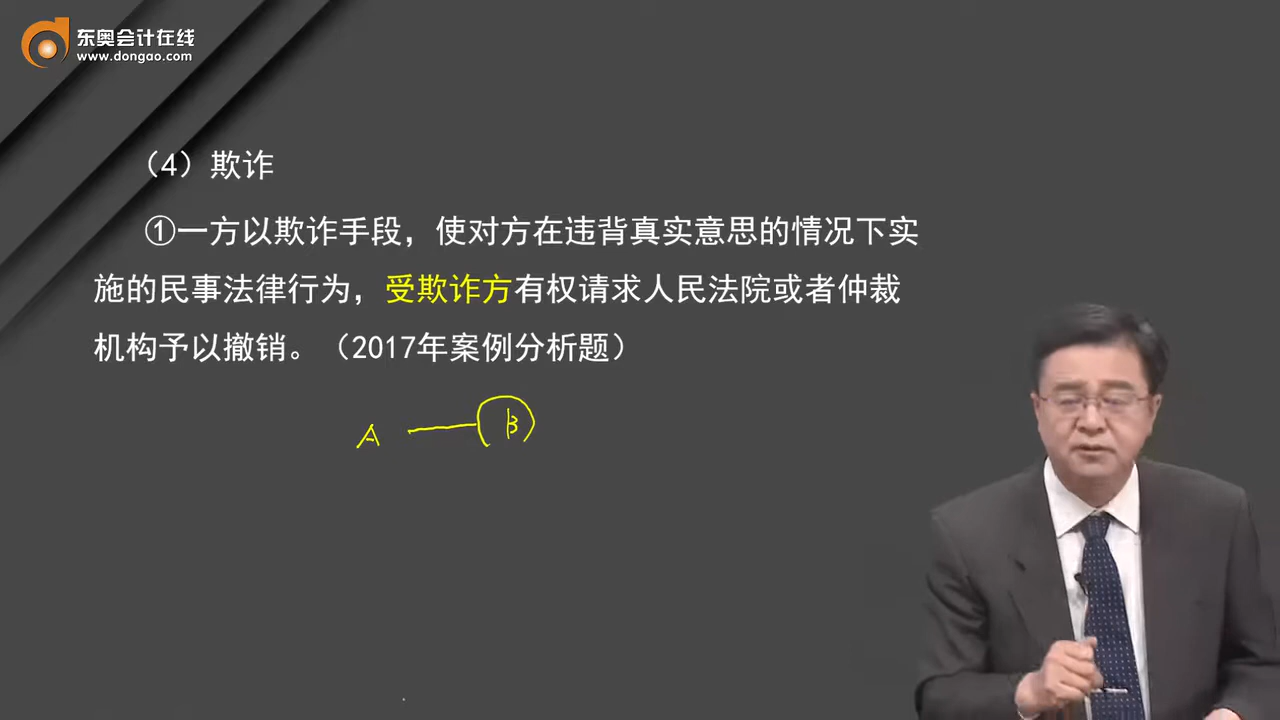 东奥会计在线
www.dongao.com
（4）欺诈
①一方以欺诈手段，使对方在违背真实意思的情况下实
施的民事法律行为，受欺诈方有权请求人民法院或者仲裁
机构予以撤销。（2017年案例分析题）
A — B